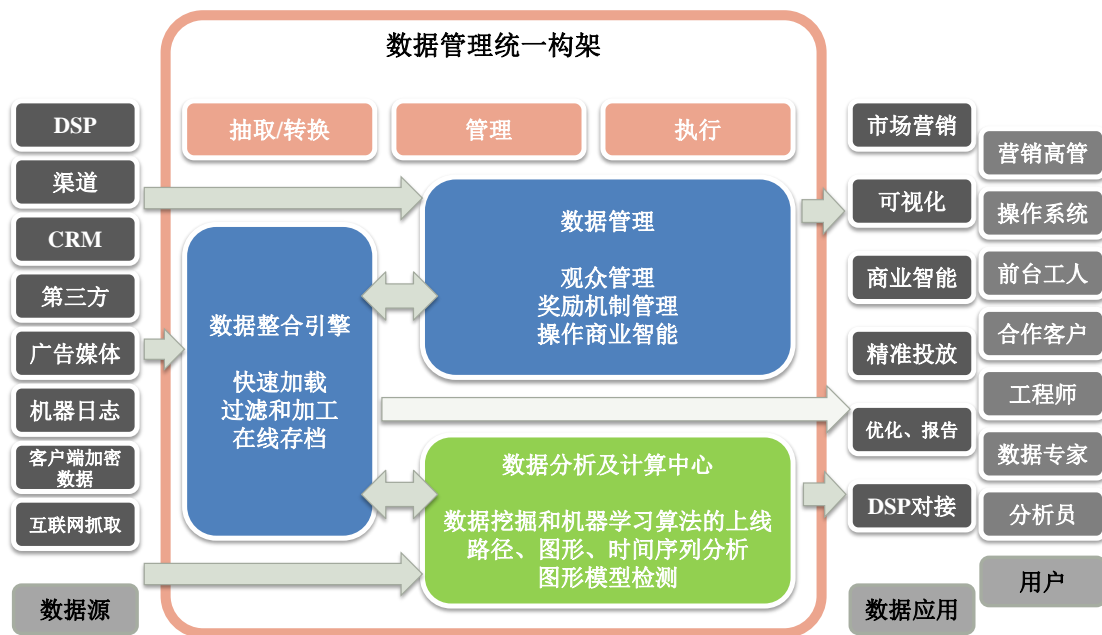 数据管理统一构架
DSP
渠道
CRM
第三方
广告媒体
机器日志
客户端加密
数据
互联网抓取
数据源
抽取/转换
管理
执行
数据整合引擎
快速加载
过滤和加工
在线存档
数据管理
观众管理
奖励机制管理
操作商业智能
数据分析及计算中心
数据挖掘和机器学习算法的上线
路径、图形、时间序列分析
图形模型检测
市场营销
可视化
商业智能
精准投放
优化、报告
DSP对接
数据应用
营销高管
操作系统
前台工人
合作客户
工程师
数据专家
分析员
用户